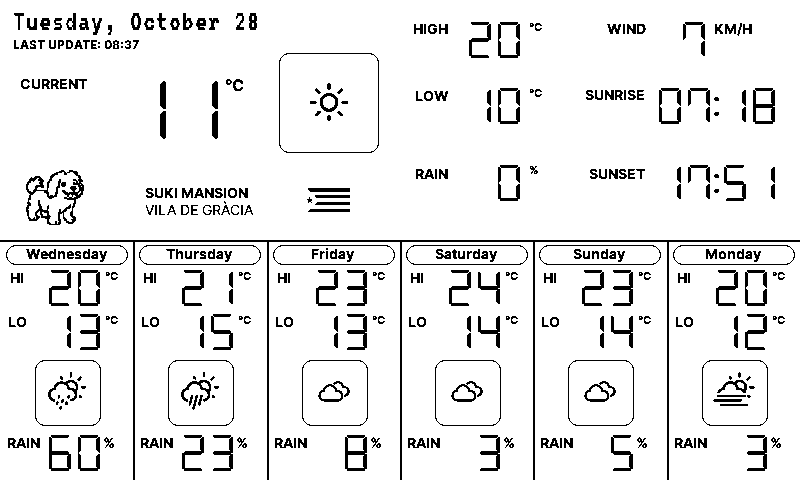 Tuesday, October 28
LAST UPDATE: 08:37
CURRENT 11 °C
SUKI MANSION
VILA DE GRÀCIA
HIGH 20 °C
LOW 10 °C
RAIN 0 %
WIND 7 KM/H
SUNRISE 07:18
SUNSET 17:51
Wednesday
HI 20 °C
LO 13 °C
RAIN 60 %
Thursday
HI 21 °C
LO 15 °C
RAIN 23 %
Friday
HI 23 °C
LO 13 °C
RAIN 8 %
Saturday
HI 24 °C
LO 14 °C
RAIN 3 %
Sunday
HI 23 °C
LO 14 °C
RAIN 5 %
Monday
HI 20 °C
LO 12 °C
RAIN 3 %